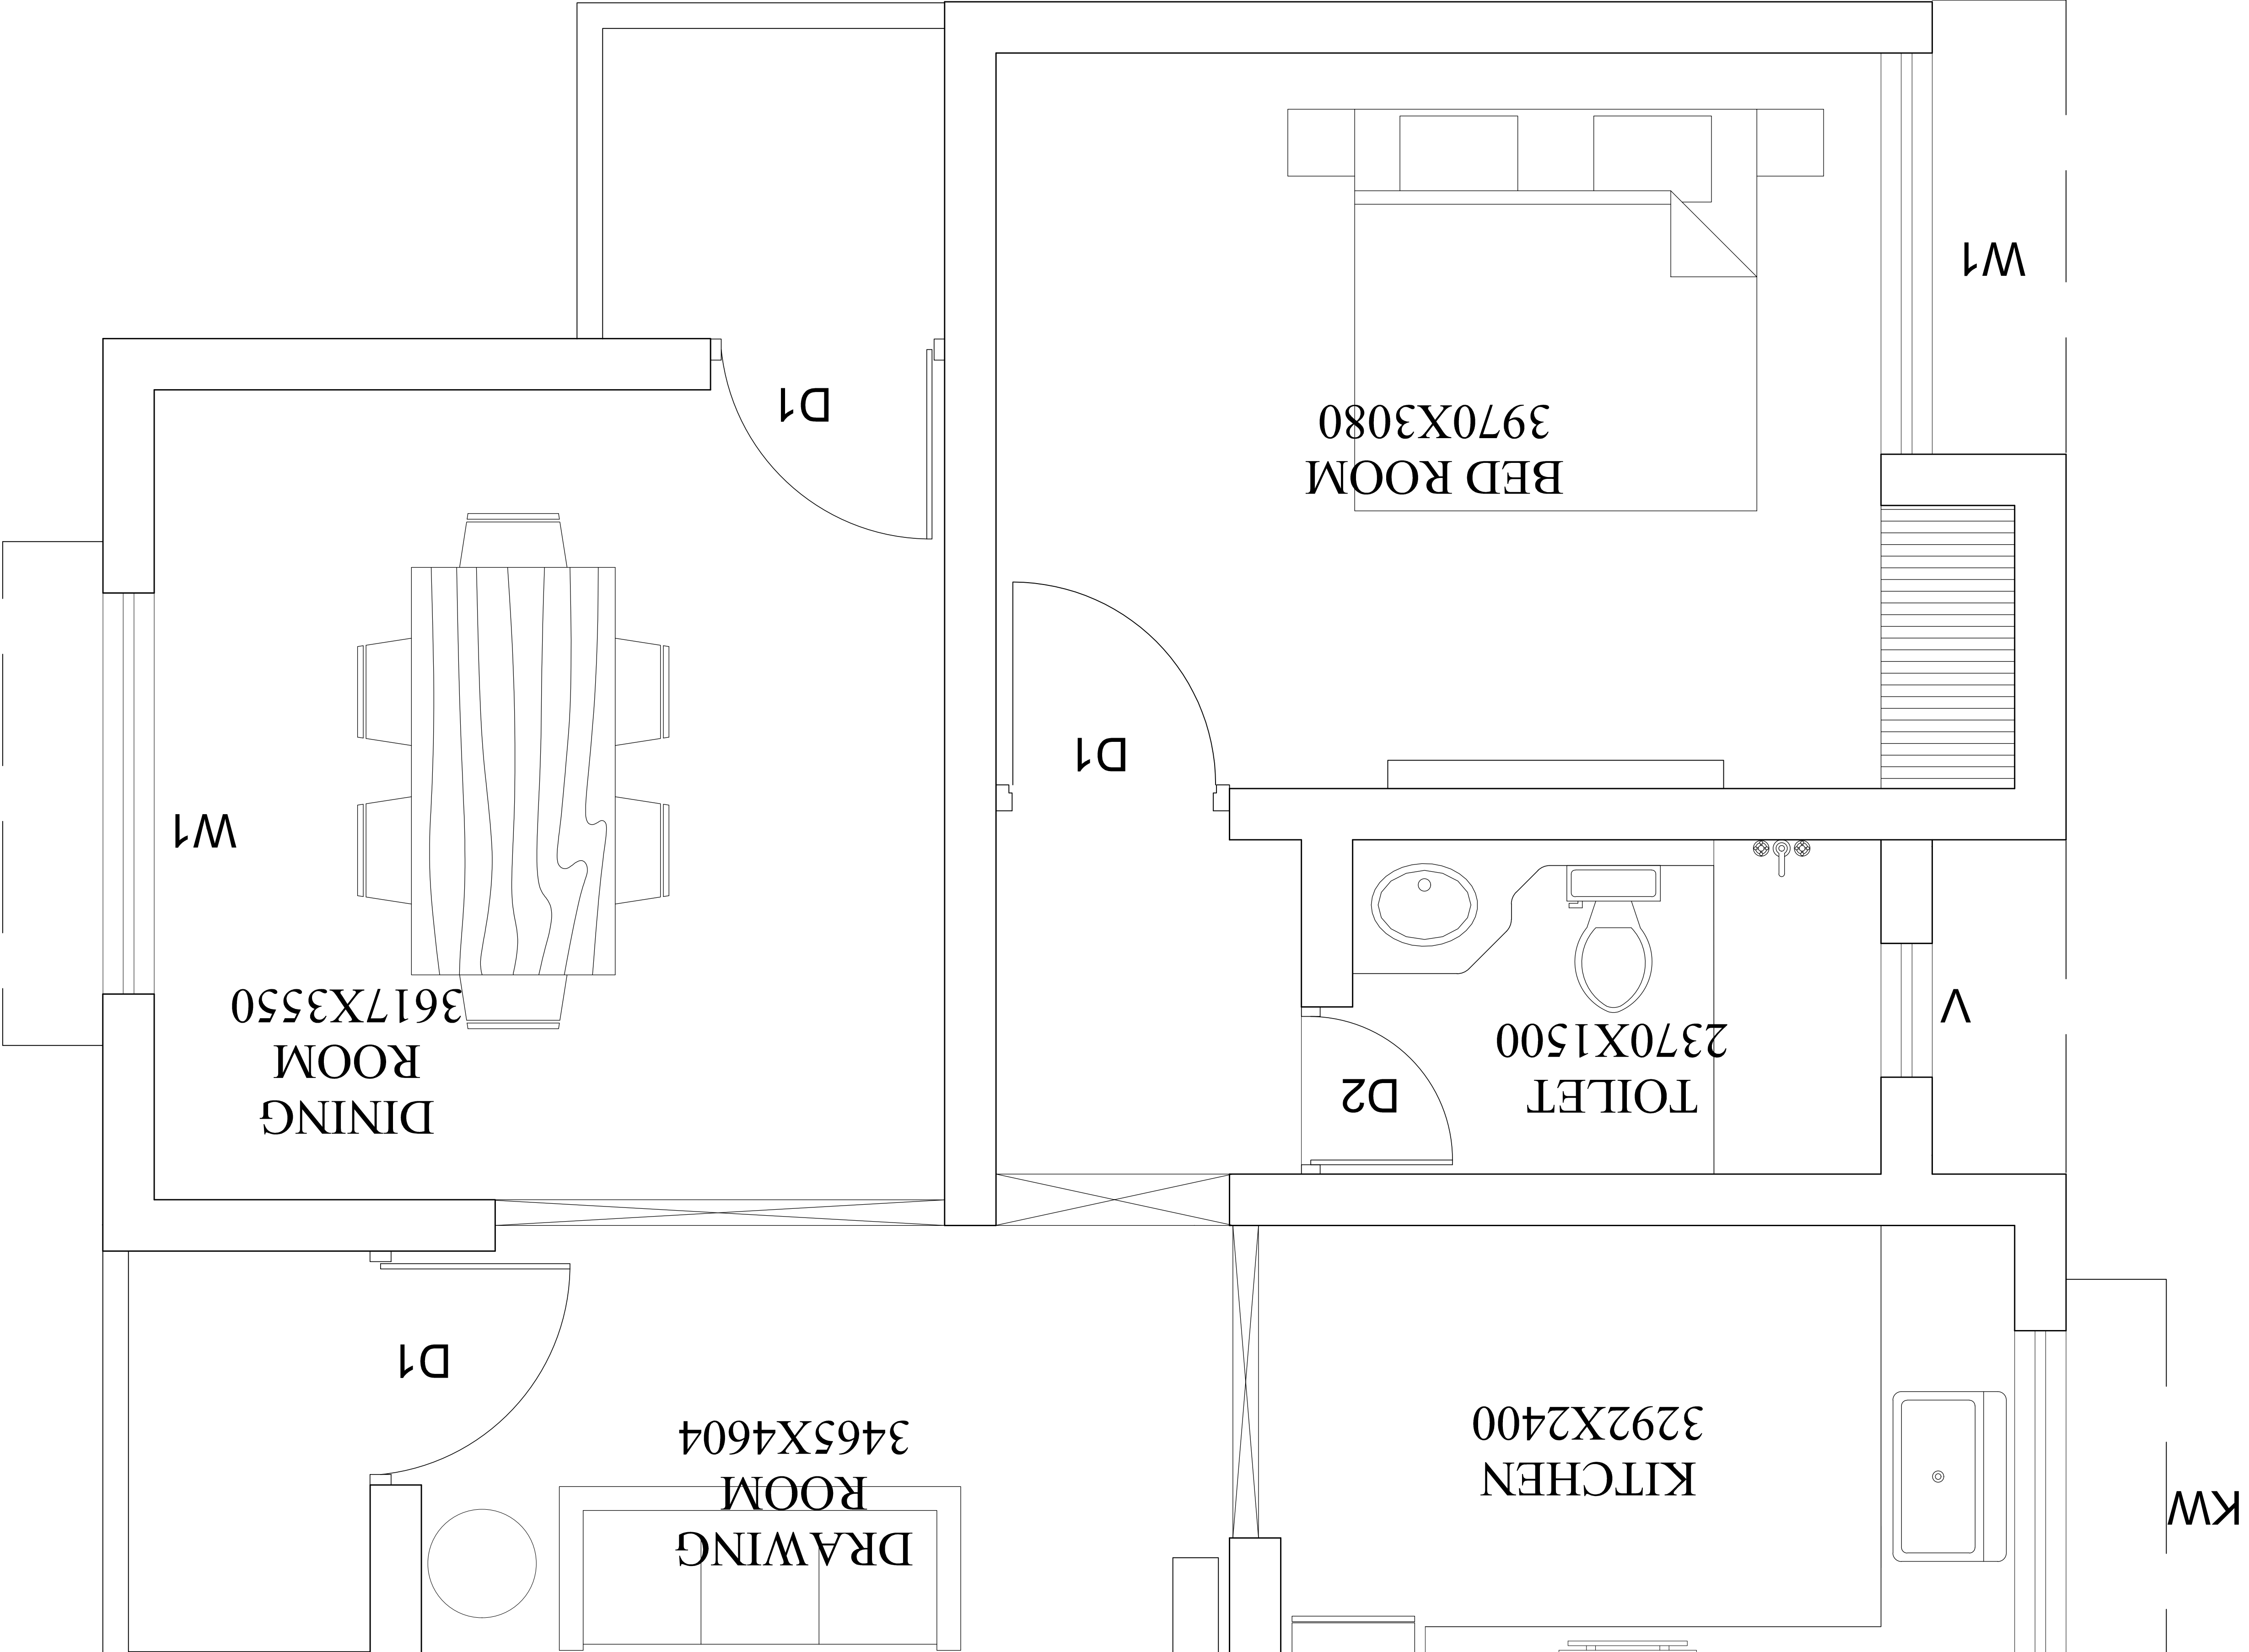 DRAWING
ROOM
3465X4604
KW
KITCHEN
3292X2400
D1
DINING
ROOM
3617X3550
TOILET
2370X1500
D2
V
W1
D1
BED ROOM
3970X3080
D1
W1